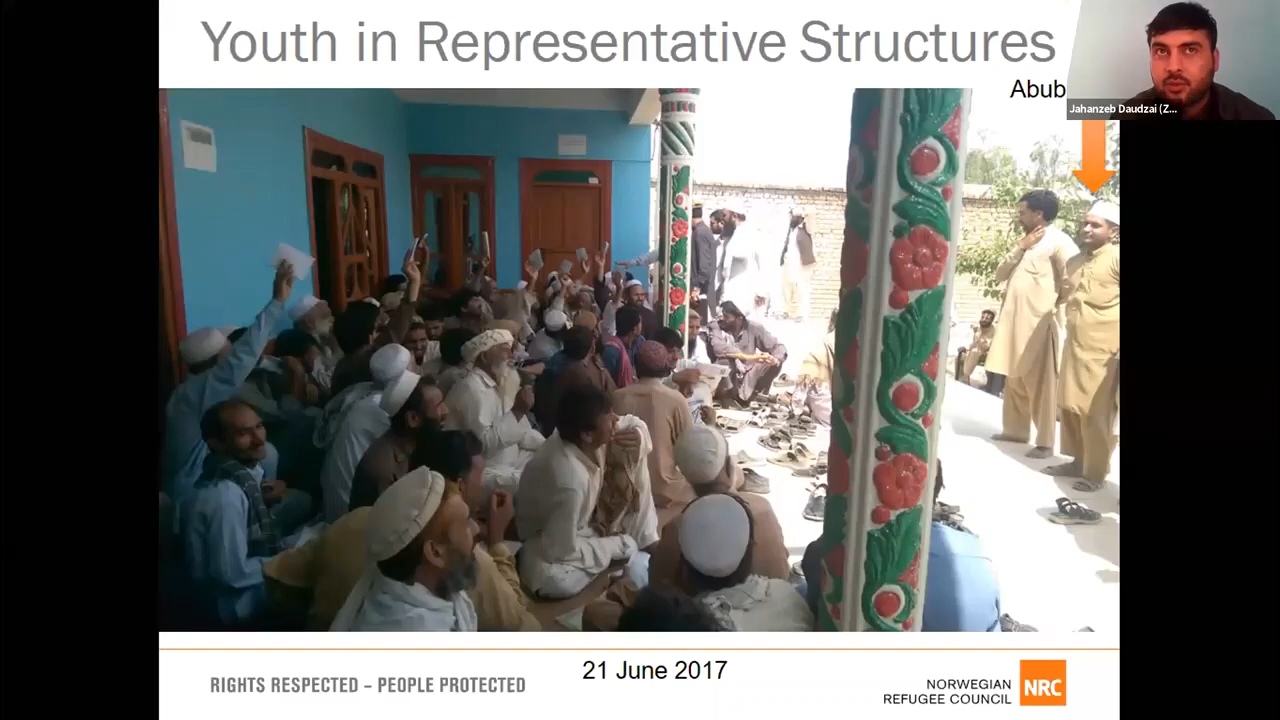 Youth in Representative Structures
Abub
Jahanzeb Daudzai (Z...
21 June 2017
RIGHTS RESPECTED – PEOPLE PROTECTED
NORWEGIAN
REFUGEE COUNCIL
NRC